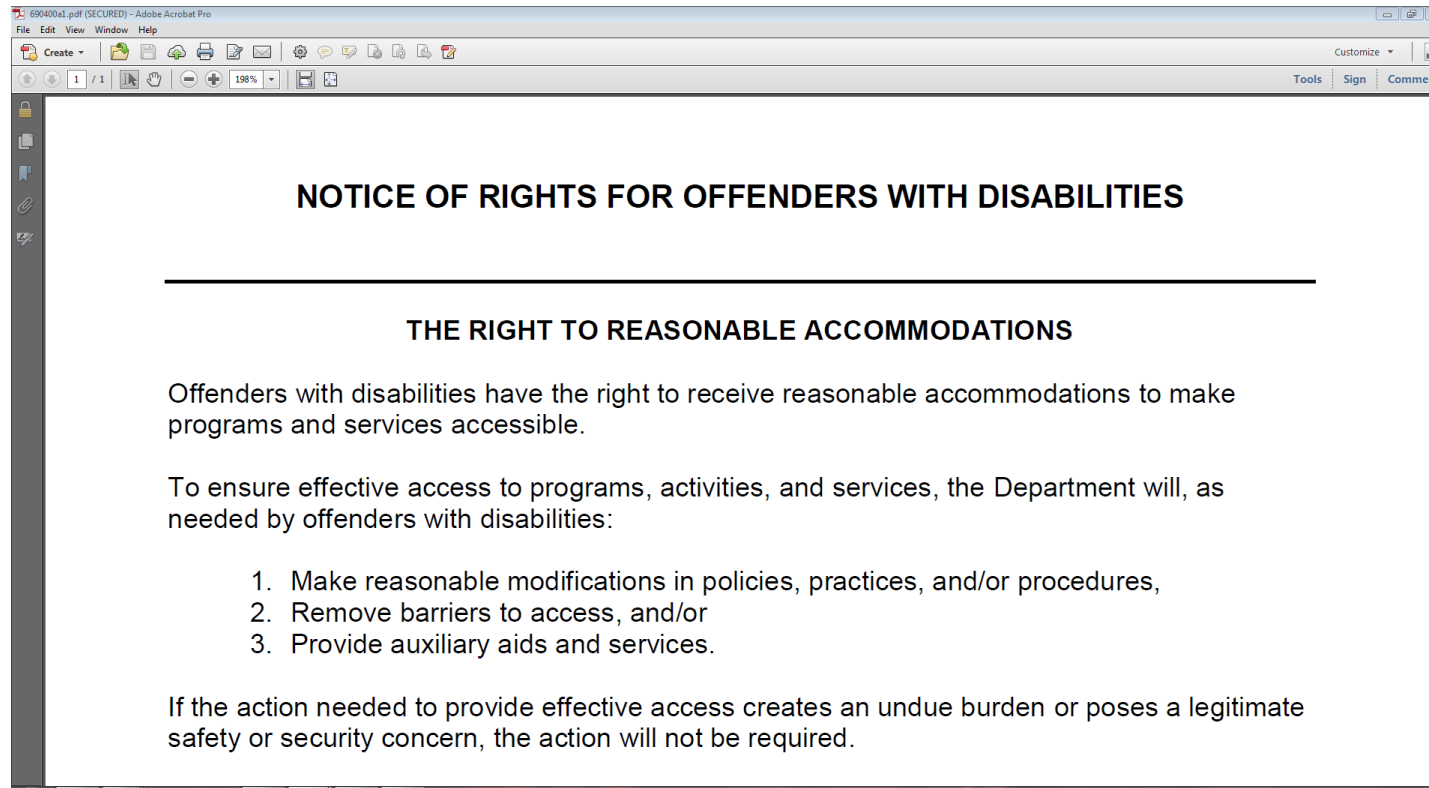 690400a1.pdf (SECURED) - Adobe Acrobat Pro
File Edit View Window Help
Create Customize
1 / 1 198% Tools Sign Comme
NOTICE OF RIGHTS FOR OFFENDERS WITH DISABILITIES
THE RIGHT TO REASONABLE ACCOMMODATIONS
Offenders with disabilities have the right to receive reasonable accommodations to make
programs and services accessible.
To ensure effective access to programs, activities, and services, the Department will, as
needed by offenders with disabilities:
1. Make reasonable modifications in policies, practices, and/or procedures,
2. Remove barriers to access, and/or
3. Provide auxiliary aids and services.
If the action needed to provide effective access creates an undue burden or poses a legitimate
safety or security concern, the action will not be required.